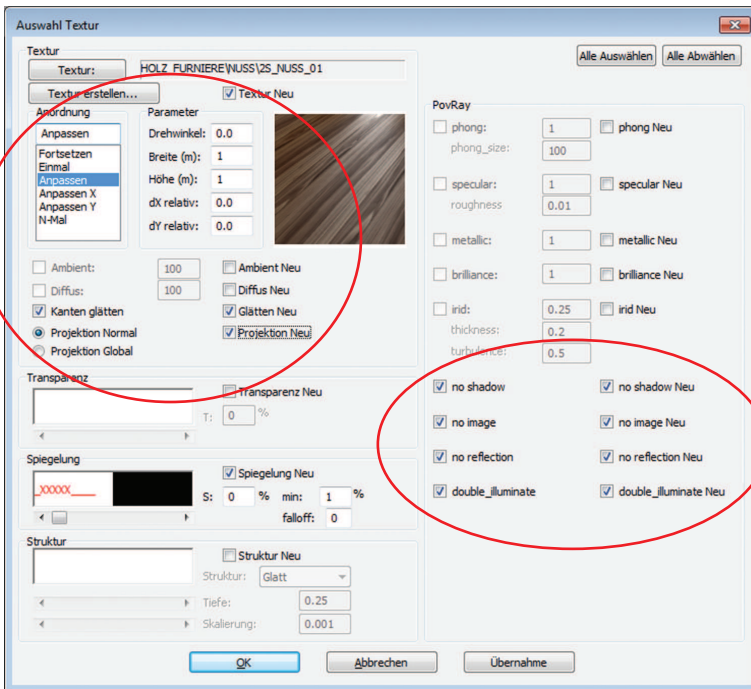 Auswahl Textur
Textur
Textur: HOLZ_FURNIERE\NUSS\2S_NUSS_01
Textur erstellen... Textur Neu
Anordnung
Anpassen
Fortsetzen
Einmal
Anpassen
Anpassen X
Anpassen Y
N-Mal
Parameter
Drehwinkel: 0.0
Breite (m): 1
Höhe (m): 1
dX relativ: 0.0
dY relativ: 0.0
Ambient: 100 Ambient Neu
Diffus: 100 Diffus Neu
Kanten glätten Glätten Neu
Projektion Normal Projektion Neu
Projektion Global
Transparenz
Transparenz Neu
T: 0 %
Spiegelung
_XXXXX____ Spiegelung Neu
S: 0 % min: 1 %
falloff: 0
Struktur
Struktur Neu
Struktur: Glatt
Tiefe: 0.25
Skalierung: 0.001
Alle Auswählen Alle Abwählen
PovRay
phong: 1 phong Neu
phong_size: 100
specular: 1 specular Neu
roughness 0.01
metallic: 1 metallic Neu
brilliance: 1 brilliance Neu
irid: 0.25 irid Neu
thickness: 0.2
turbulence: 0.5
no shadow no shadow Neu
no image no image Neu
no reflection no reflection Neu
double_illuminate double_illuminate Neu
OK Abbrechen Übernahme